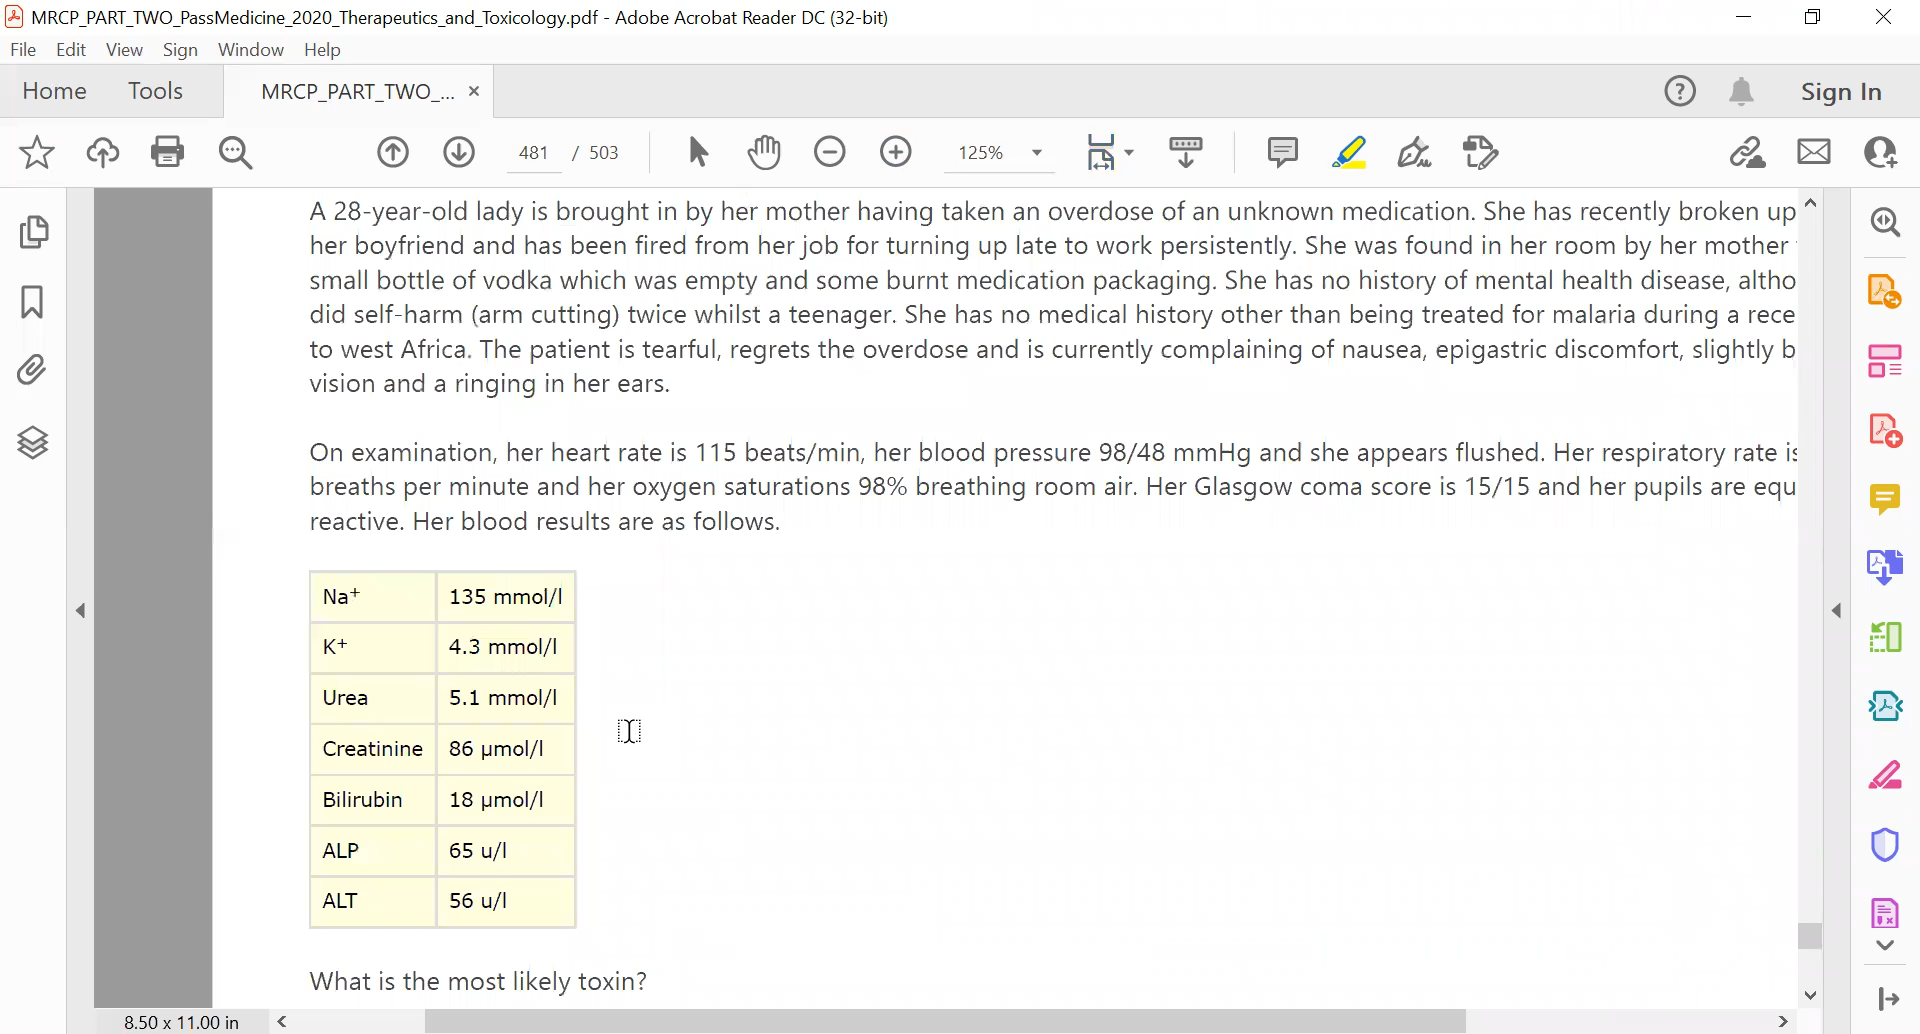 MRCP_PART_TWO_PassMedicine_2020_Therapeutics_and_Toxicology.pdf - Adobe Acrobat Reader DC (32-bit)
File Edit View Sign Window Help
Home Tools MRCP_PART_TWO_... × Sign In
481 / 503 125%
A 28-year-old lady is brought in by her mother having taken an overdose of an unknown medication. She has recently broken up
her boyfriend and has been fired from her job for turning up late to work persistently. She was found in her room by her mother
small bottle of vodka which was empty and some burnt medication packaging. She has no history of mental health disease, altho
did self-harm (arm cutting) twice whilst a teenager. She has no medical history other than being treated for malaria during a rece
to west Africa. The patient is tearful, regrets the overdose and is currently complaining of nausea, epigastric discomfort, slightly b
vision and a ringing in her ears.
On examination, her heart rate is 115 beats/min, her blood pressure 98/48 mmHg and she appears flushed. Her respiratory rate is
breaths per minute and her oxygen saturations 98% breathing room air. Her Glasgow coma score is 15/15 and her pupils are equ
reactive. Her blood results are as follows.
Na⁺ 135 mmol/l
K⁺ 4.3 mmol/l
Urea 5.1 mmol/l
Creatinine 86 µmol/l
Bilirubin 18 µmol/l
ALP 65 u/l
ALT 56 u/l
What is the most likely toxin?
8.50 x 11.00 in